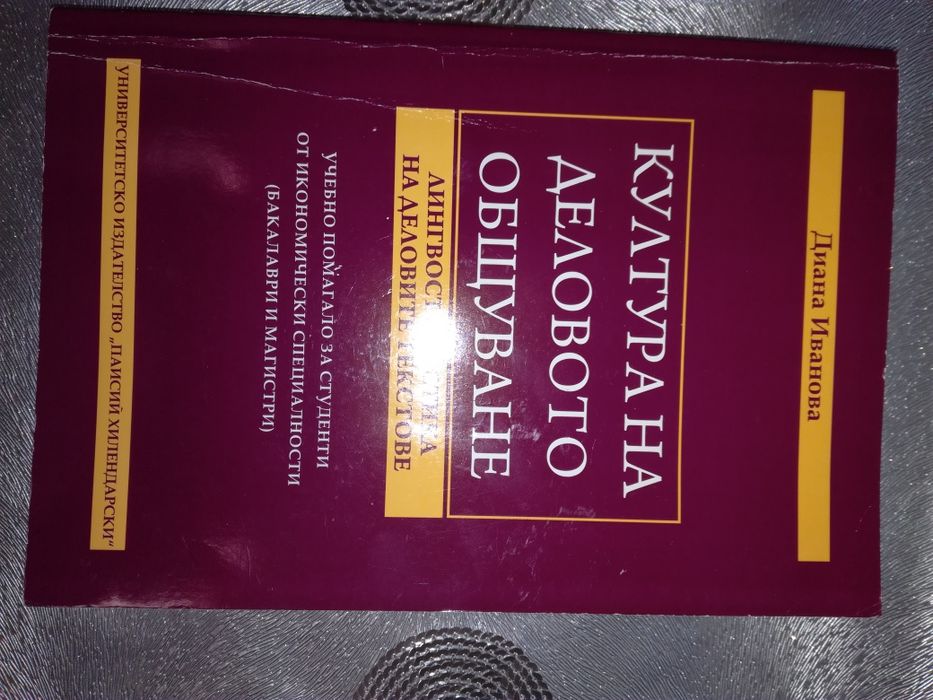 Диана Иванова
КУЛТУРА НА
ДЕЛОВОТО
ОБЩУВАНЕ
НА ДЕЛОВИТЕ ТЕКСТОВЕ
УЧЕБНО ПОМАГАЛО ЗА СТУДЕНТИ
ОТ ИКОНОМИЧЕСКИ СПЕЦИАЛНОСТИ
(БАКАЛАВРИ И МАГИСТРИ)
УНИВЕРСИТЕТСКО ИЗДАТЕЛСТВО „ПАИСИЙ ХИЛЕНДАРСКИ“